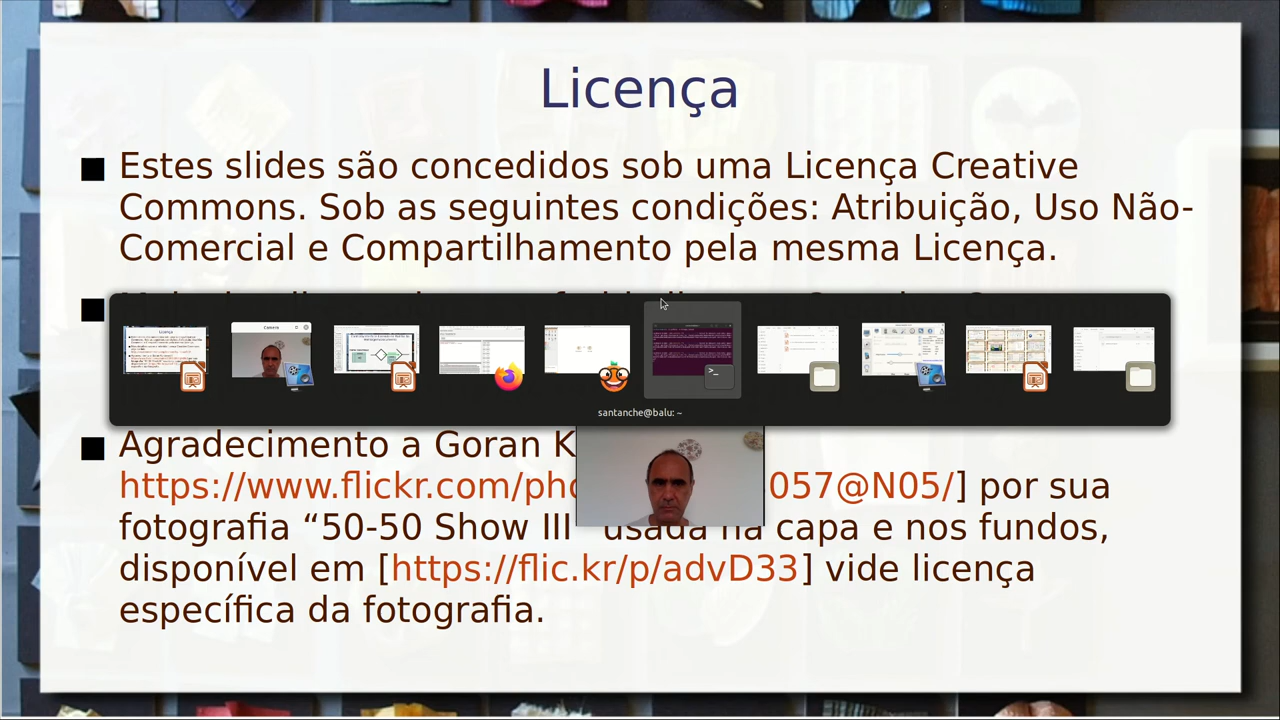 Licença
Estes slides são concedidos sob uma Licença Creative
Commons. Sob as seguintes condições: Atribuição, Uso Não-
Comercial e Compartilhamento pela mesma Licença.
santanche@balu: ~
Agradecimento a Goran K
https://www.flickr.com/pho 057@N05/] por sua
fotografia “50-50 Show III” usada na capa e nos fundos,
disponível em [https://flic.kr/p/advD33] vide licença
específica da fotografia.